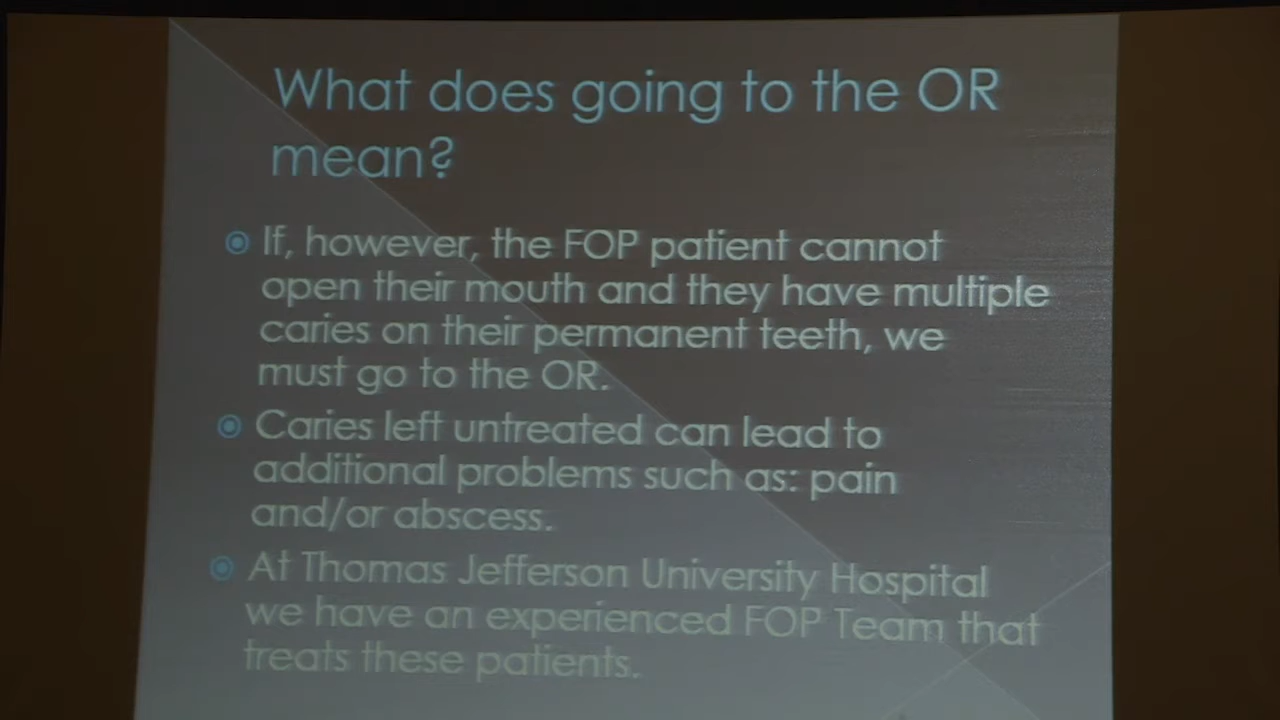 What does going to the OR
mean?
If, however, the FOP patient cannot
open their mouth and they have multiple
caries on their permanent teeth, we
must go to the OR.
Caries left untreated can lead to
additional problems such as: pain
and/or abscess.
At Thomas Jefferson University Hospital
we have an experienced FOP Team that
treats these patients.